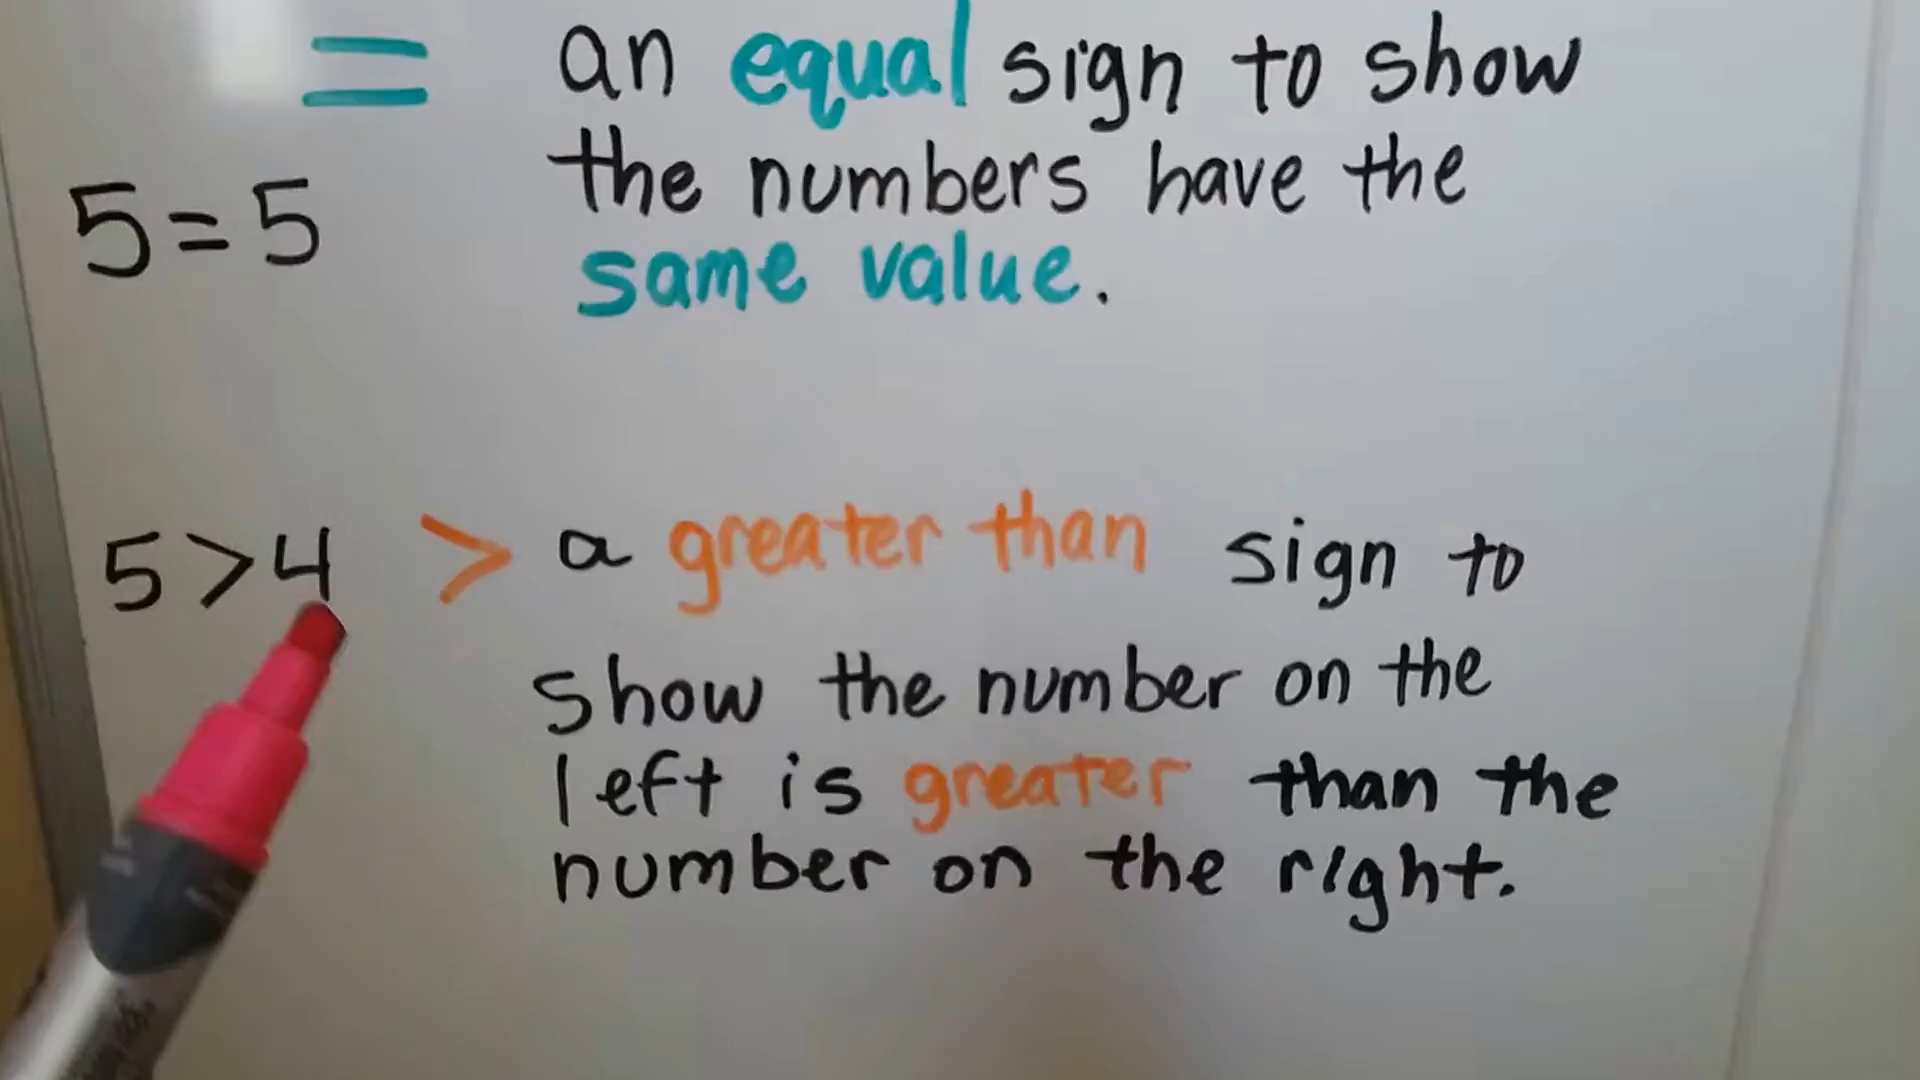 = an equal sign to show
the numbers have the
5=5
same value.
5>4 > a greater than sign to
show the number on the
left is greater than the
number on the right.